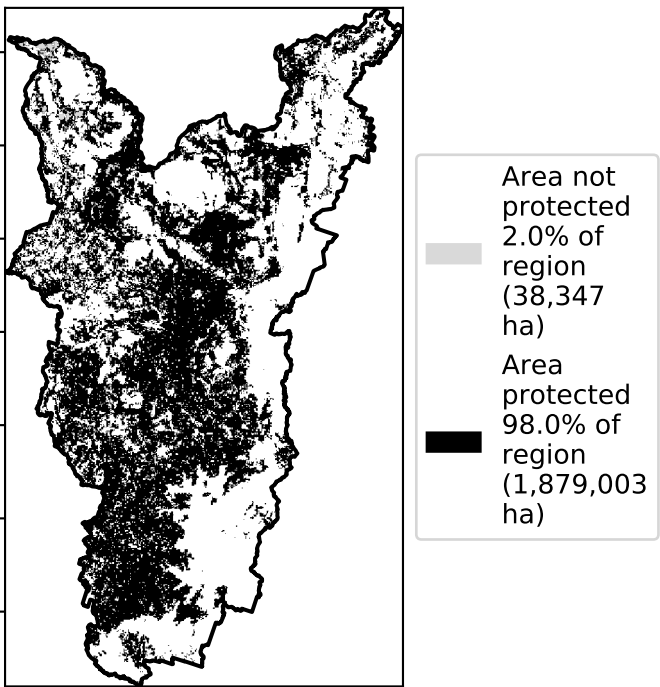 Area not
protected
2.0% of
region
(38,347
ha)
Area
protected
98.0% of
region
(1,879,003
ha)